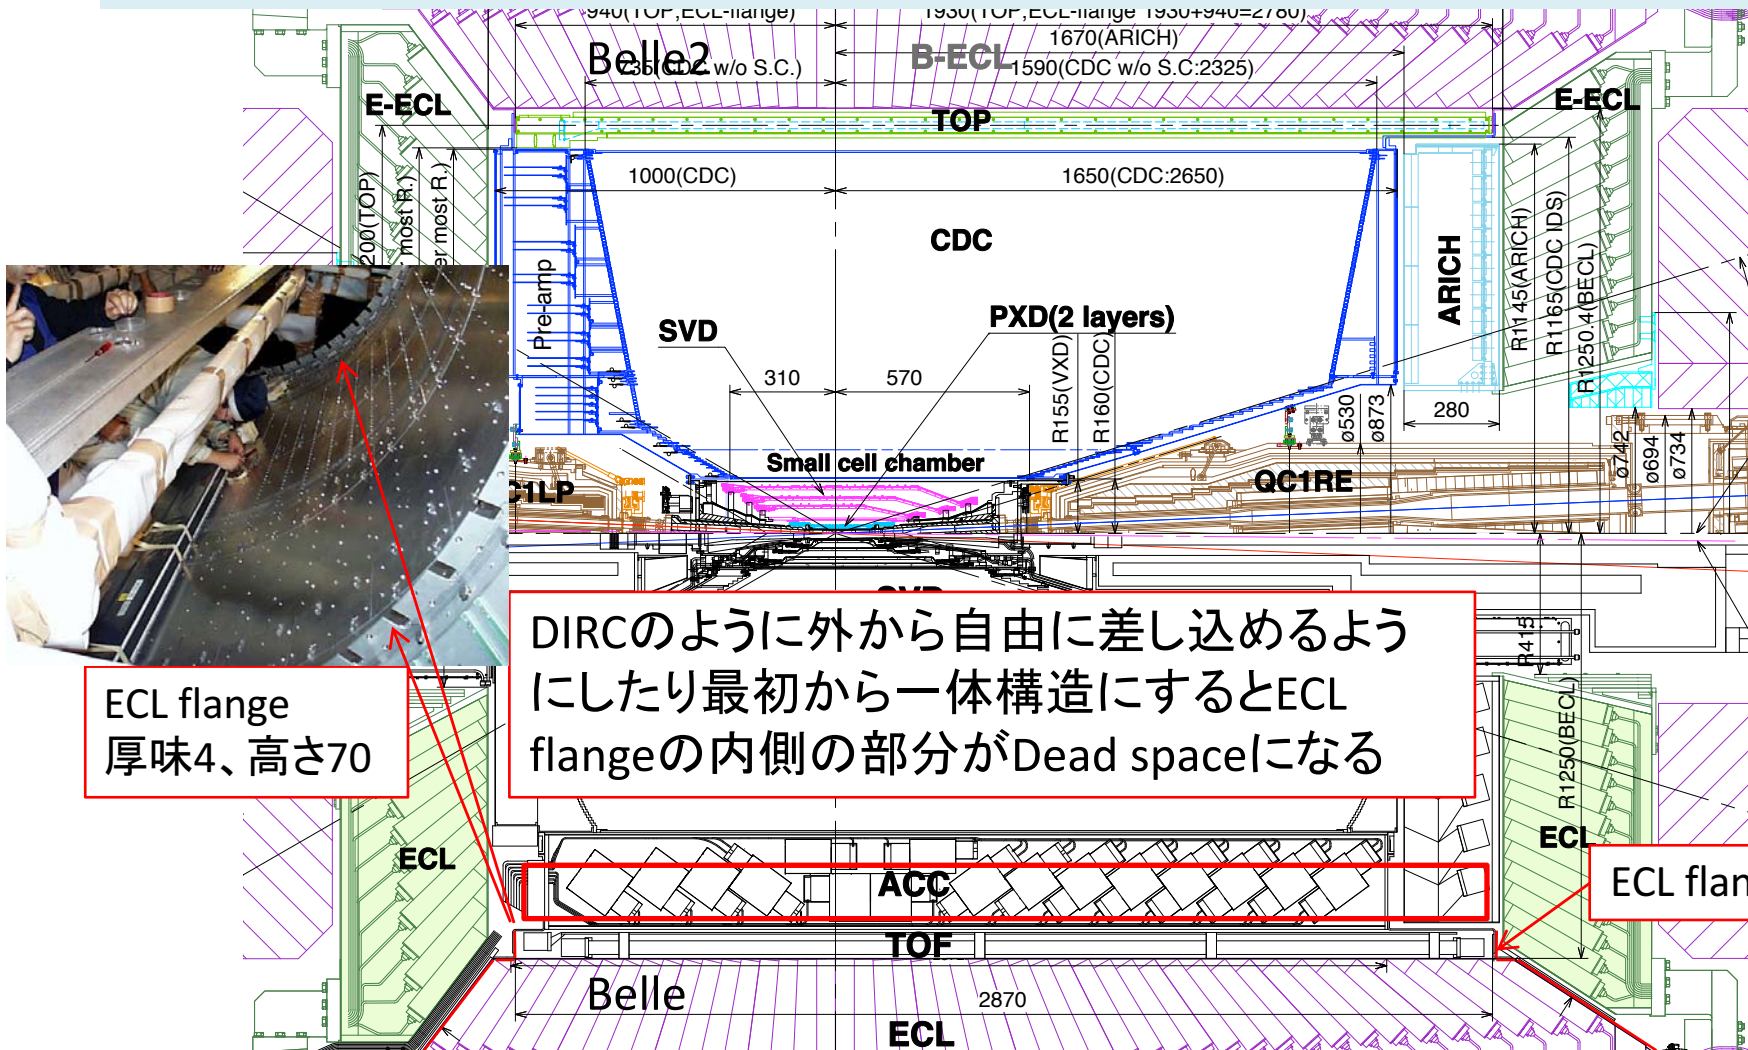 940(TOP,ECL-flange)
1930(TOP,ECL-flange 1930+940=2780)
Belle2
B-ECL
1670(ARICH)
735(CDC w/o S.C.)
1590(CDC w/o S.C:2325)
E-ECL
E-ECL
TOP
1000(CDC)
1650(CDC:2650)
CDC
ARICH
Pre-amp
R1145(ARICH)
R1165(CDC IDS)
R1250.4(BECL)
SVD
PXD(2 layers)
310
570
R155(VXD)
R160(CDC)
ø530
ø873
280
ø742
ø694
ø734
Small cell chamber
QC1RE
DIRCのように外から自由に差し込めるよう
にしたり最初から一体構造にするとECL
flangeの内側の部分がDead spaceになる
R415
R1250(BECL)
ECL flange
厚味4、高さ70
ECL
ECL
ACC
TOF
Belle
2870
ECL